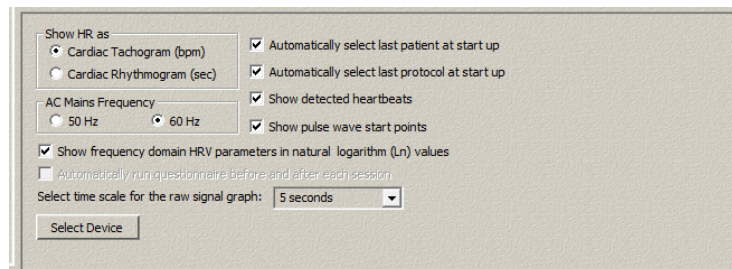 Show HR as
Cardiac Tachogram (bpm)
Cardiac Rhythmogram (sec)
AC Mains Frequency
50 Hz 60 Hz
Automatically select last patient at start up
Automatically select last protocol at start up
Show detected heartbeats
Show pulse wave start points
Show frequency domain HRV parameters in natural logarithm (Ln) values
Automatically run questionnaire before and after each session
Select time scale for the raw signal graph: 5 seconds
Select Device